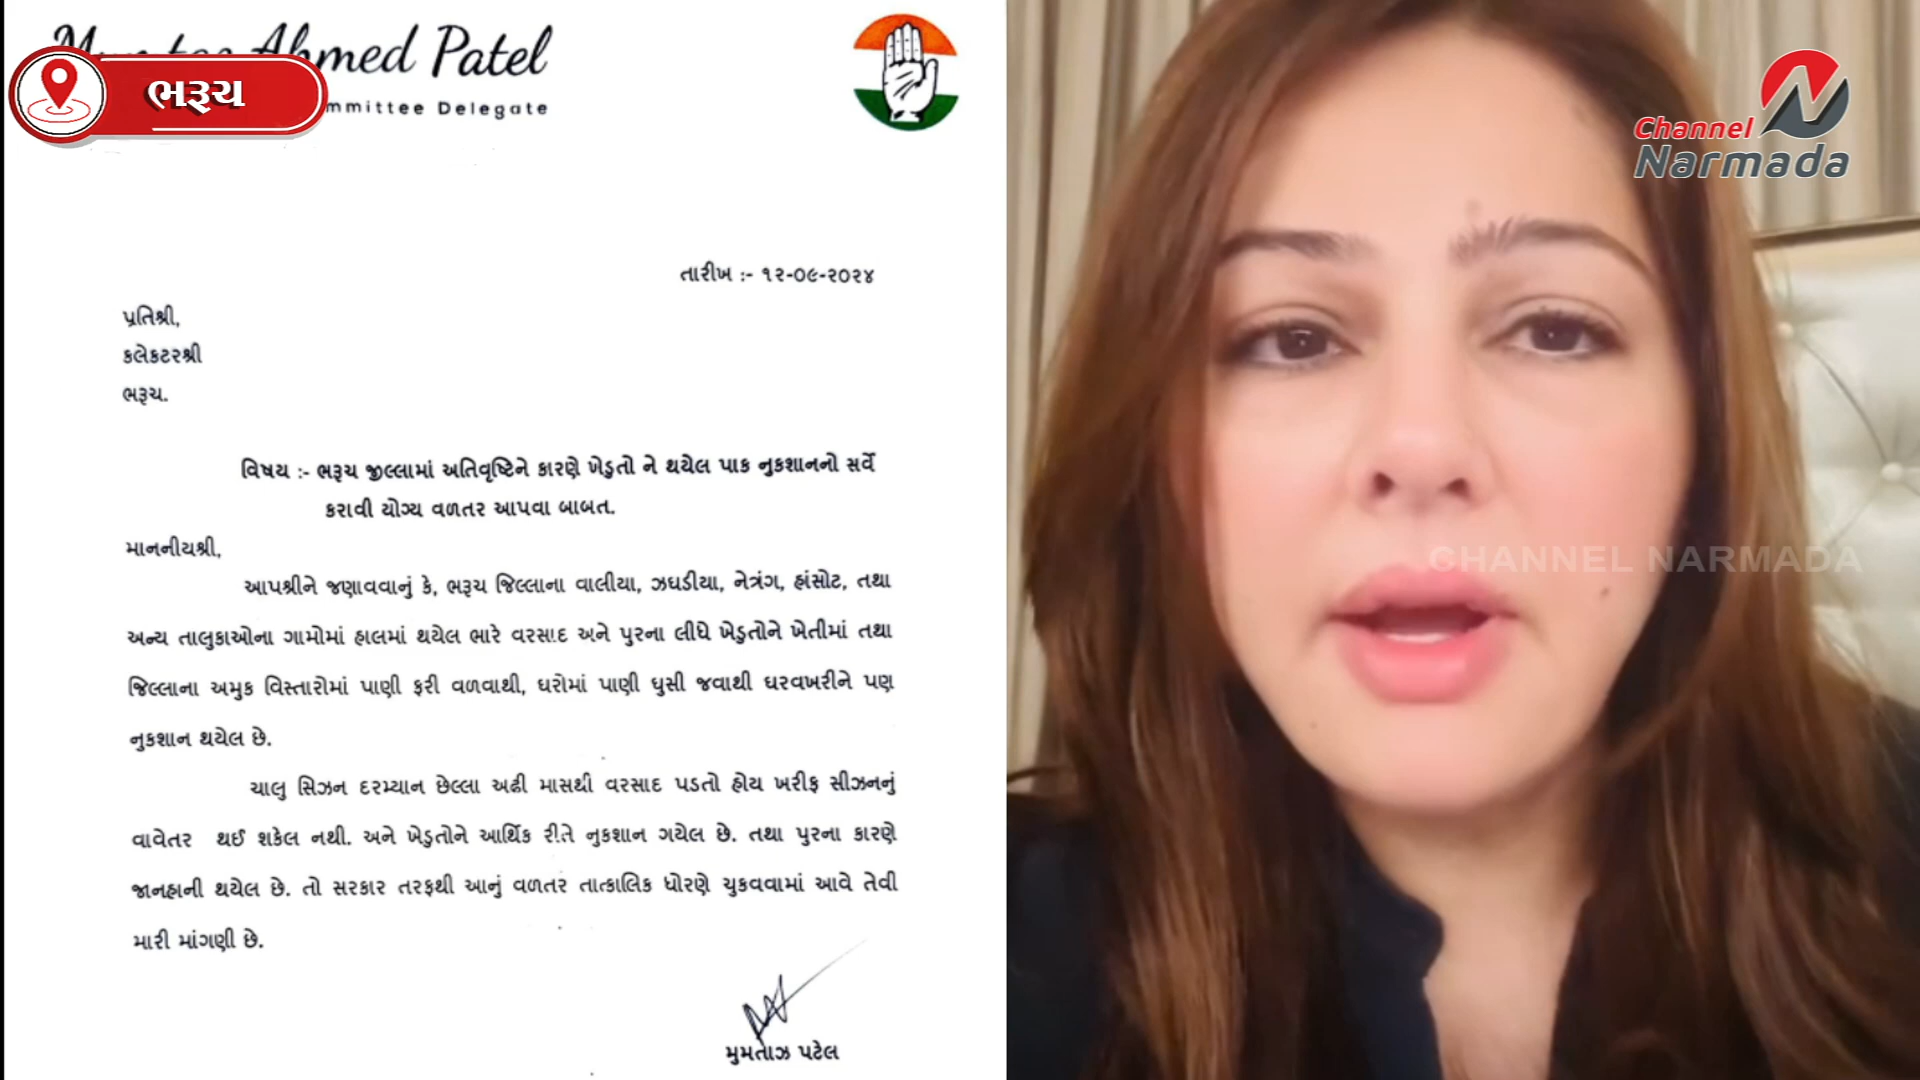 Ahmed Patel
mmittee Delegate
ભરૂચ
Channel
Narmada
તારીખ :- ૧૨-૦૯-૨૦૨૪
પ્રતિશ્રી,
કલેકટરશ્રી
ભરૂચ.
વિષય :- ભરૂચ જીલ્લામાં અતિવૃષ્ટિને કારણે ખેડુતો ને થયેલ પાક નુકશાનનો સર્વે
કરાવી યોગ્ય વળતર આપવા બાબત.
માનનીયશ્રી,
આપશ્રીને જણાવવાનું કે, ભરૂચ જિલ્લાના વાલીયા, ઝઘડીયા, નેત્રંગ, હાંસોટ, તથા
અન્ય તાલુકાઓના ગામોમાં હાલમાં થયેલ ભારે વરસાદ અને પુરના લીધે ખેડુતોને ખેતીમાં તથા
જિલ્લાના અમુક વિસ્તારોમાં પાણી ફરી વળવાથી, ઘરોમાં પાણી ઘુસી જવાથી ઘરવખરીને પણ
નુકશાન થયેલ છે.
ચાલુ સિઝન દરમ્યાન છેલ્લા અઢી માસથી વરસાદ પડતો હોય ખરીફ સીઝનનું
વાવેતર થઈ શકેલ નથી. અને ખેડુતોને આર્થિક રીતે નુકશાન ગયેલ છે. તથા પુરના કારણે
જાનહાની થયેલ છે. તો સરકાર તરફથી આનું વળતર તાત્કાલિક ધોરણે ચુકવવામાં આવે તેવી
મારી માંગણી છે.
મુમતાઝ પટેલ
CHANNEL NARMADA